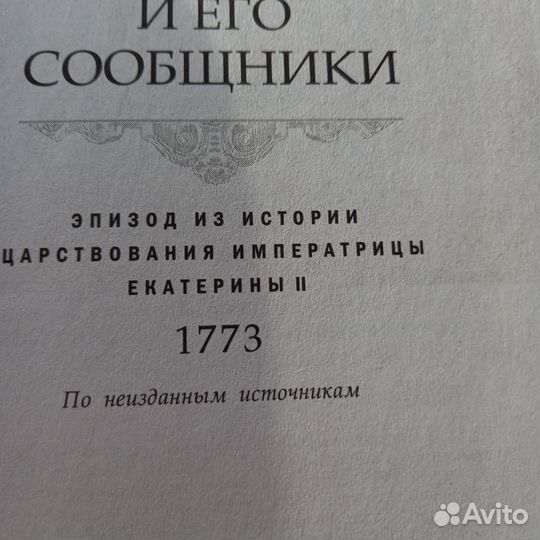 И ЕГО
СООБЩНИКИ
ЭПИЗОД ИЗ ИСТОРИИ
ЦАРСТВОВАНИЯ ИМПЕРАТРИЦЫ
ЕКАТЕРИНЫ II
1773
По неизданным источникам
Avito